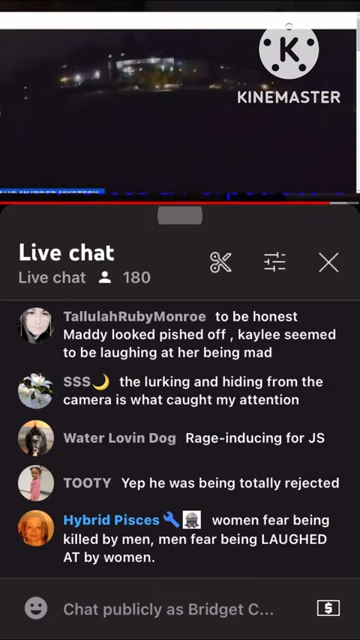 KINEMASTER
Live chat
Live chat 180
TallulahRubyMonroe to be honest
Maddy looked pished off , kaylee seemed
to be laughing at her being mad
SSS🌙 the lurking and hiding from the
camera is what caught my attention
Water Lovin Dog Rage-inducing for JS
TOOTY Yep he was being totally rejected
Hybrid Pisces women fear being
killed by men, men fear being LAUGHED
AT by women.
Chat publicly as Bridget C...